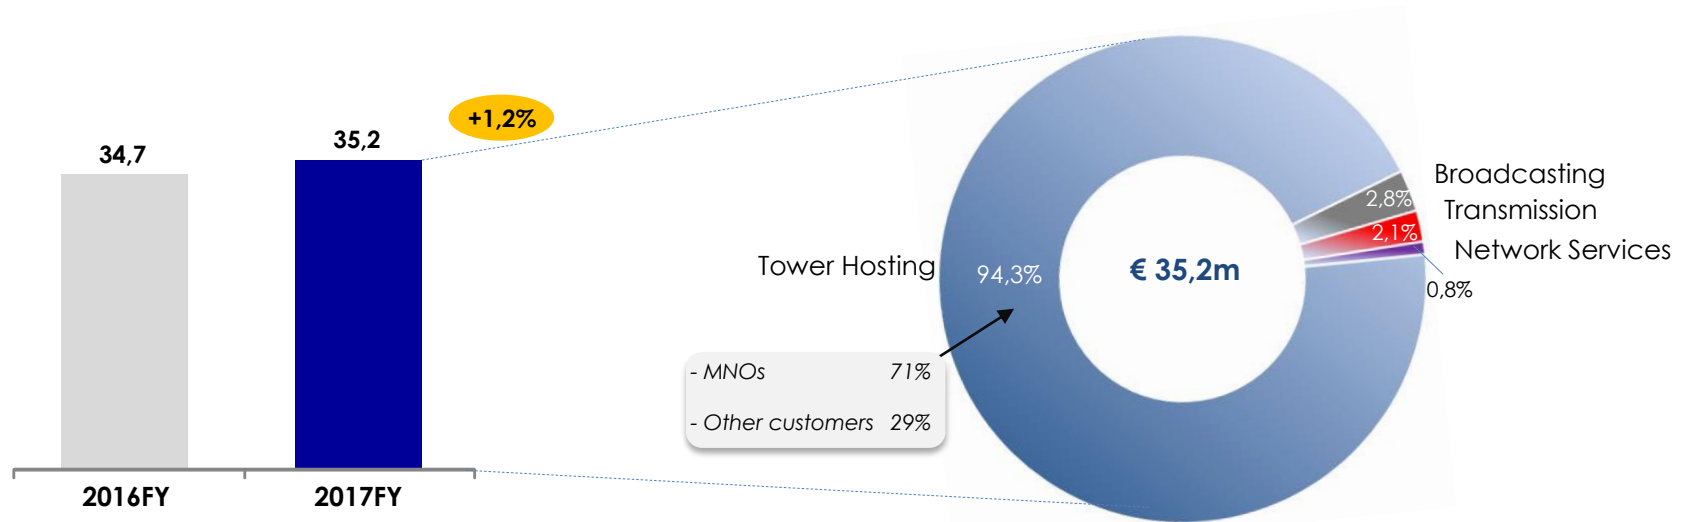 34,7
35,2
+1,2%
2016FY
2017FY
Tower Hosting
94,3%
€ 35,2m
2,8%
2,1%
0,8%
Broadcasting
Transmission
Network Services
- MNOs 71%
- Other customers 29%